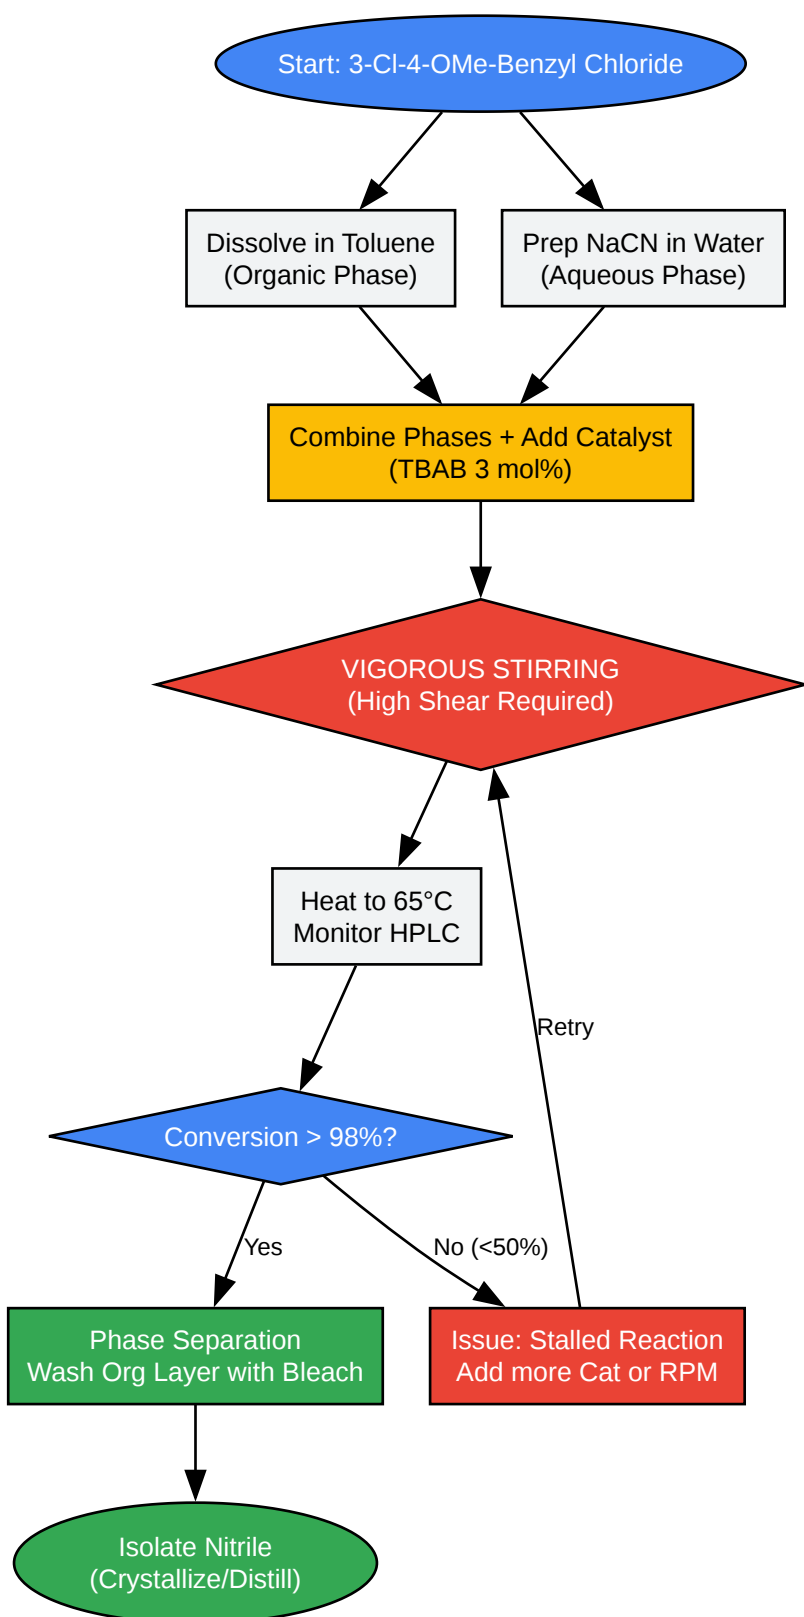 Start: 3-Cl-4-OMe-Benzyl Chloride
Dissolve in Toluene
(Organic Phase)
Prep NaCN in Water
(Aqueous Phase)
Combine Phases + Add Catalyst
(TBAB 3 mol%)
VIGOROUS STIRRING
(High Shear Required)
Heat to 65°C
Monitor HPLC
Retry
Conversion > 98%?
Yes
No (<50%)
Phase Separation
Wash Org Layer with Bleach
Issue: Stalled Reaction
Add more Cat or RPM
Isolate Nitrile
(Crystallize/Distill)